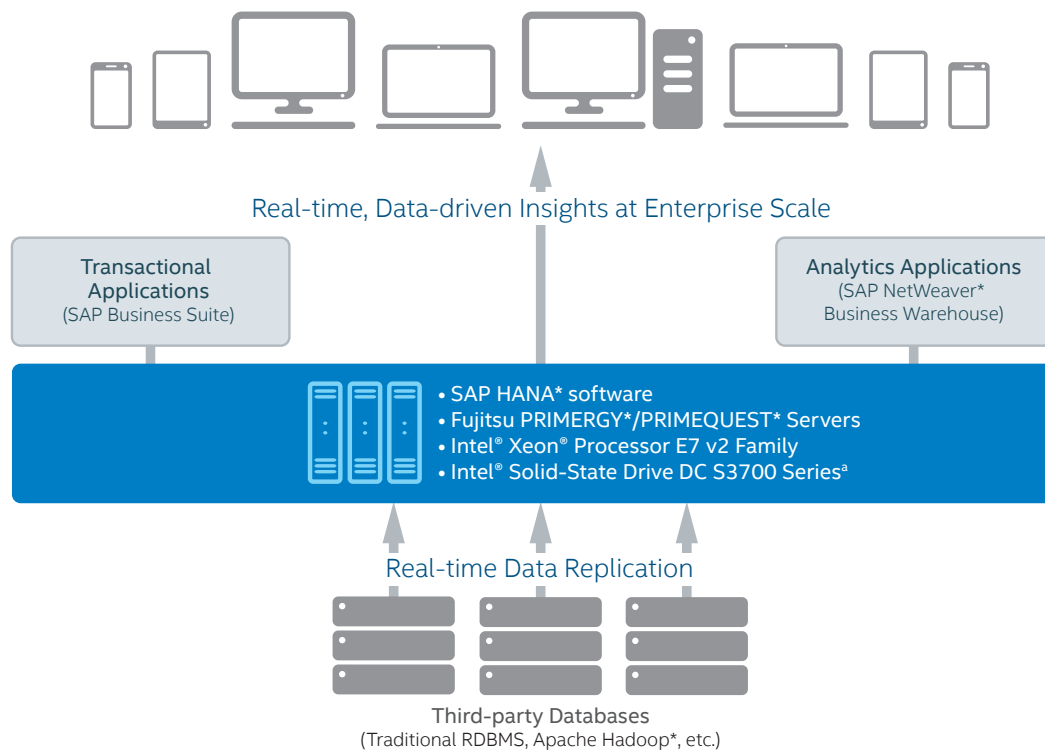 Real-time, Data-driven Insights at Enterprise Scale
Transactional
Applications
(SAP Business Suite)
Analytics Applications
(SAP NetWeaver*
Business Warehouse)
• SAP HANA* software
• Fujitsu PRIMERGY*/PRIMEQUEST* Servers
• Intel® Xeon® Processor E7 v2 Family
• Intel® Solid-State Drive DC S3700 Seriesª
Real-time Data Replication
Third-party Databases
(Traditional RDBMS, Apache Hadoop*, etc.)